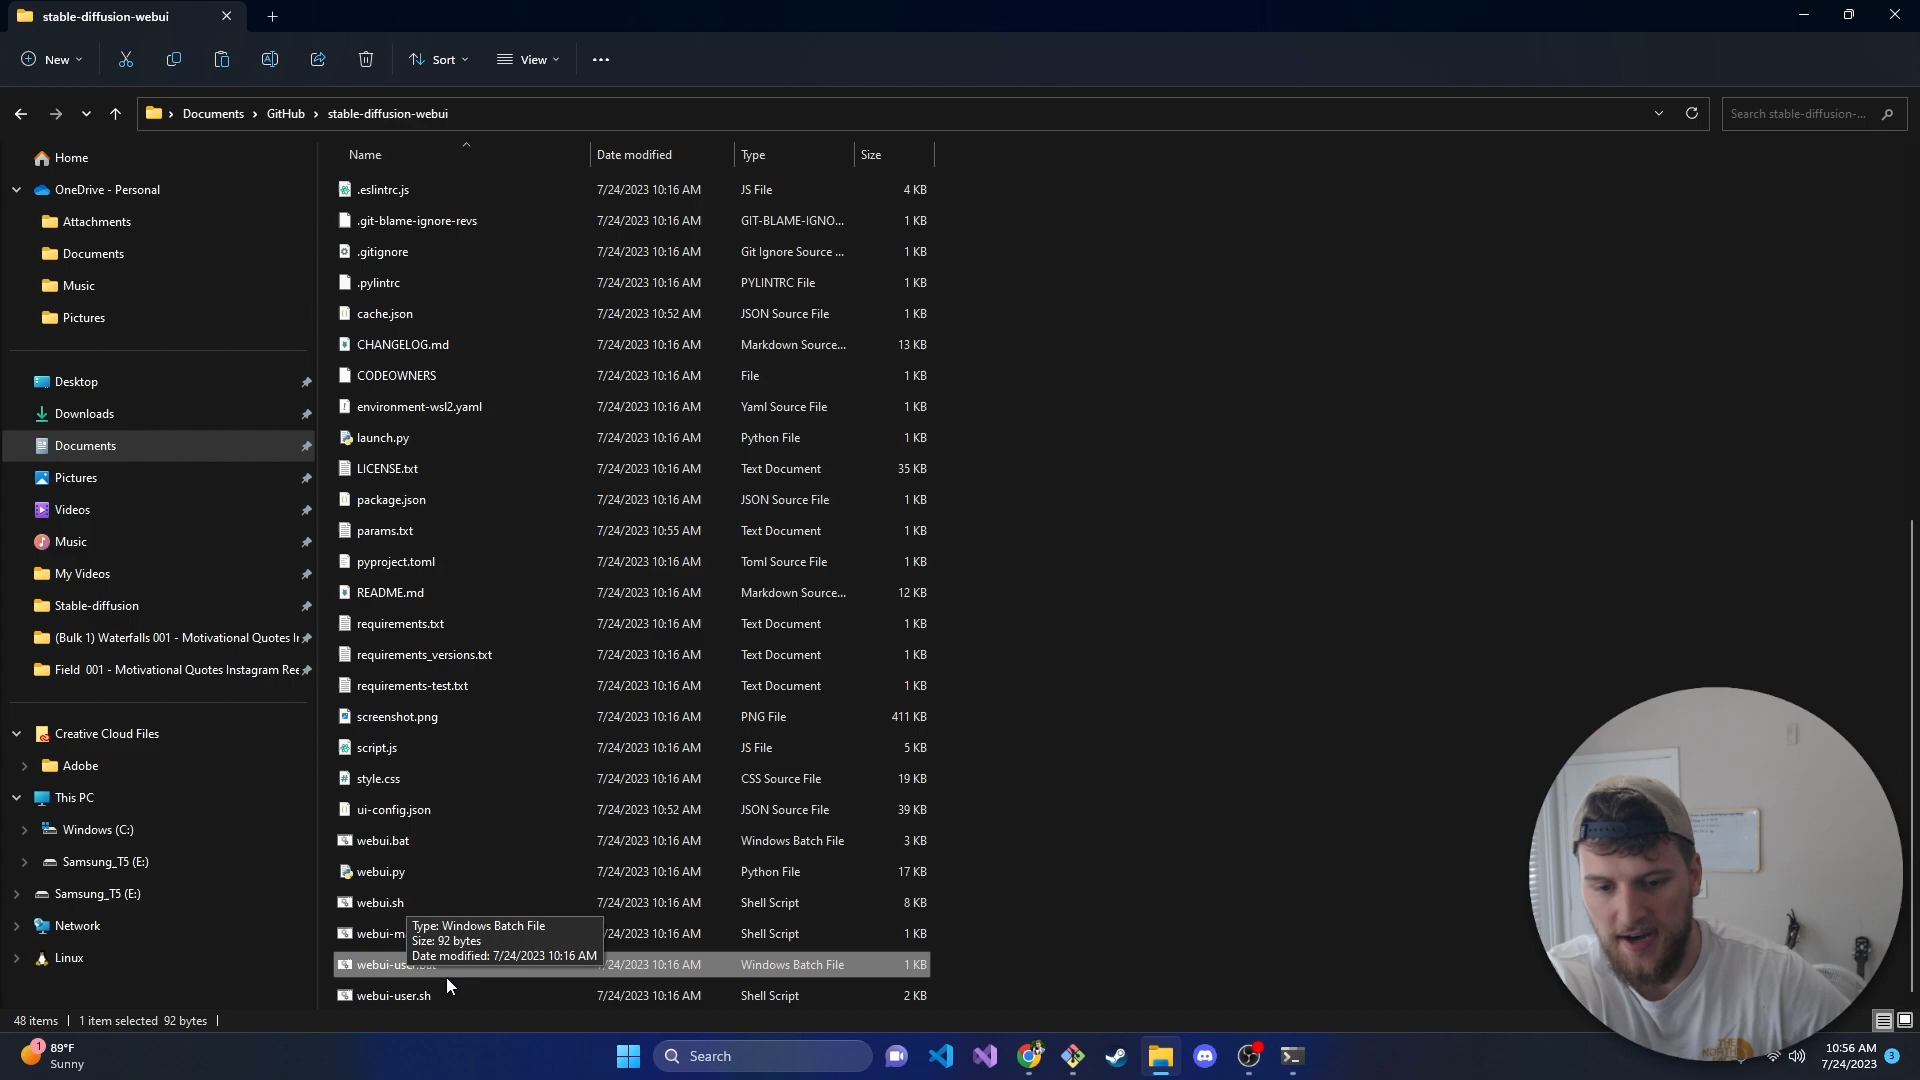 stable-diffusion-webui
New
Sort
View
Documents
GitHub
stable-diffusion-webui
Search stable-diffusion-...
Home
OneDrive - Personal
Attachments
Documents
Music
Pictures
Desktop
Downloads
Documents
Pictures
Videos
Music
My Videos
Stable-diffusion
(Bulk 1) Waterfalls 001 - Motivational Quotes Ir
Field 001 - Motivational Quotes Instagram Ree
Creative Cloud Files
Adobe
This PC
Windows (C:)
Samsung_T5 (E:)
Samsung_T5 (E:)
Network
Linux
Name Date modified Type Size
.eslintrc.js 7/24/2023 10:16 AM JS File 4 KB
.git-blame-ignore-revs 7/24/2023 10:16 AM GIT-BLAME-IGNO... 1 KB
.gitignore 7/24/2023 10:16 AM Git Ignore Source ... 1 KB
.pylintrc 7/24/2023 10:16 AM PYLINTRC File 1 KB
cache.json 7/24/2023 10:52 AM JSON Source File 1 KB
CHANGELOG.md 7/24/2023 10:16 AM Markdown Source... 13 KB
CODEOWNERS 7/24/2023 10:16 AM File 1 KB
environment-wsl2.yaml 7/24/2023 10:16 AM Yaml Source File 1 KB
launch.py 7/24/2023 10:16 AM Python File 1 KB
LICENSE.txt 7/24/2023 10:16 AM Text Document 35 KB
package.json 7/24/2023 10:16 AM JSON Source File 1 KB
params.txt 7/24/2023 10:55 AM Text Document 1 KB
pyproject.toml 7/24/2023 10:16 AM Toml Source File 1 KB
README.md 7/24/2023 10:16 AM Markdown Source... 12 KB
requirements.txt 7/24/2023 10:16 AM Text Document 1 KB
requirements_versions.txt 7/24/2023 10:16 AM Text Document 1 KB
requirements-test.txt 7/24/2023 10:16 AM Text Document 1 KB
screenshot.png 7/24/2023 10:16 AM PNG File 411 KB
script.js 7/24/2023 10:16 AM JS File 5 KB
style.css 7/24/2023 10:16 AM CSS Source File 19 KB
ui-config.json 7/24/2023 10:52 AM JSON Source File 39 KB
webui.bat 7/24/2023 10:16 AM Windows Batch File 3 KB
webui.py 7/24/2023 10:16 AM Python File 17 KB
webui.sh 7/24/2023 10:16 AM Shell Script 8 KB
webui-m /24/2023 10:16 AM Shell Script 1 KB
Type: Windows Batch File
Size: 92 bytes
Date modified: 7/24/2023 10:16 AM
webui-user.bat /24/2023 10:16 AM Windows Batch File 1 KB
webui-user.sh 7/24/2023 10:16 AM Shell Script 2 KB
48 items
1 item selected 92 bytes
1
89°F
Sunny
Search
THE
NORTH
10:56 AM
7/24/2023
3